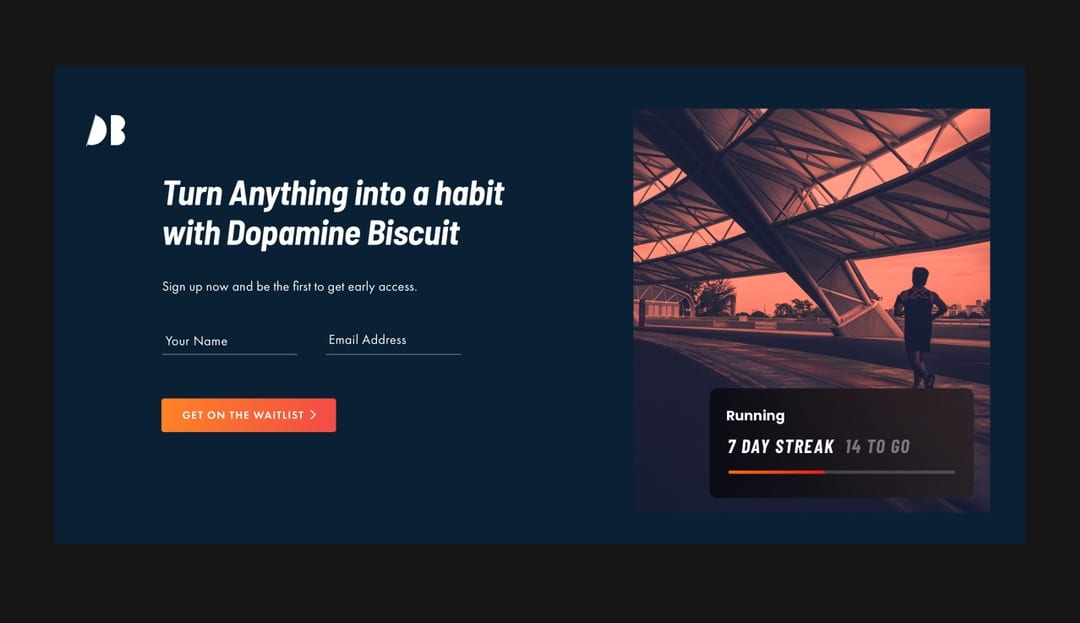 DB
Turn Anything into a habit
with Dopamine Biscuit
Sign up now and be the first to get early access.
Your Name
Email Address
GET ON THE WAITLIST >
Running
7 DAY STREAK 14 TO GO